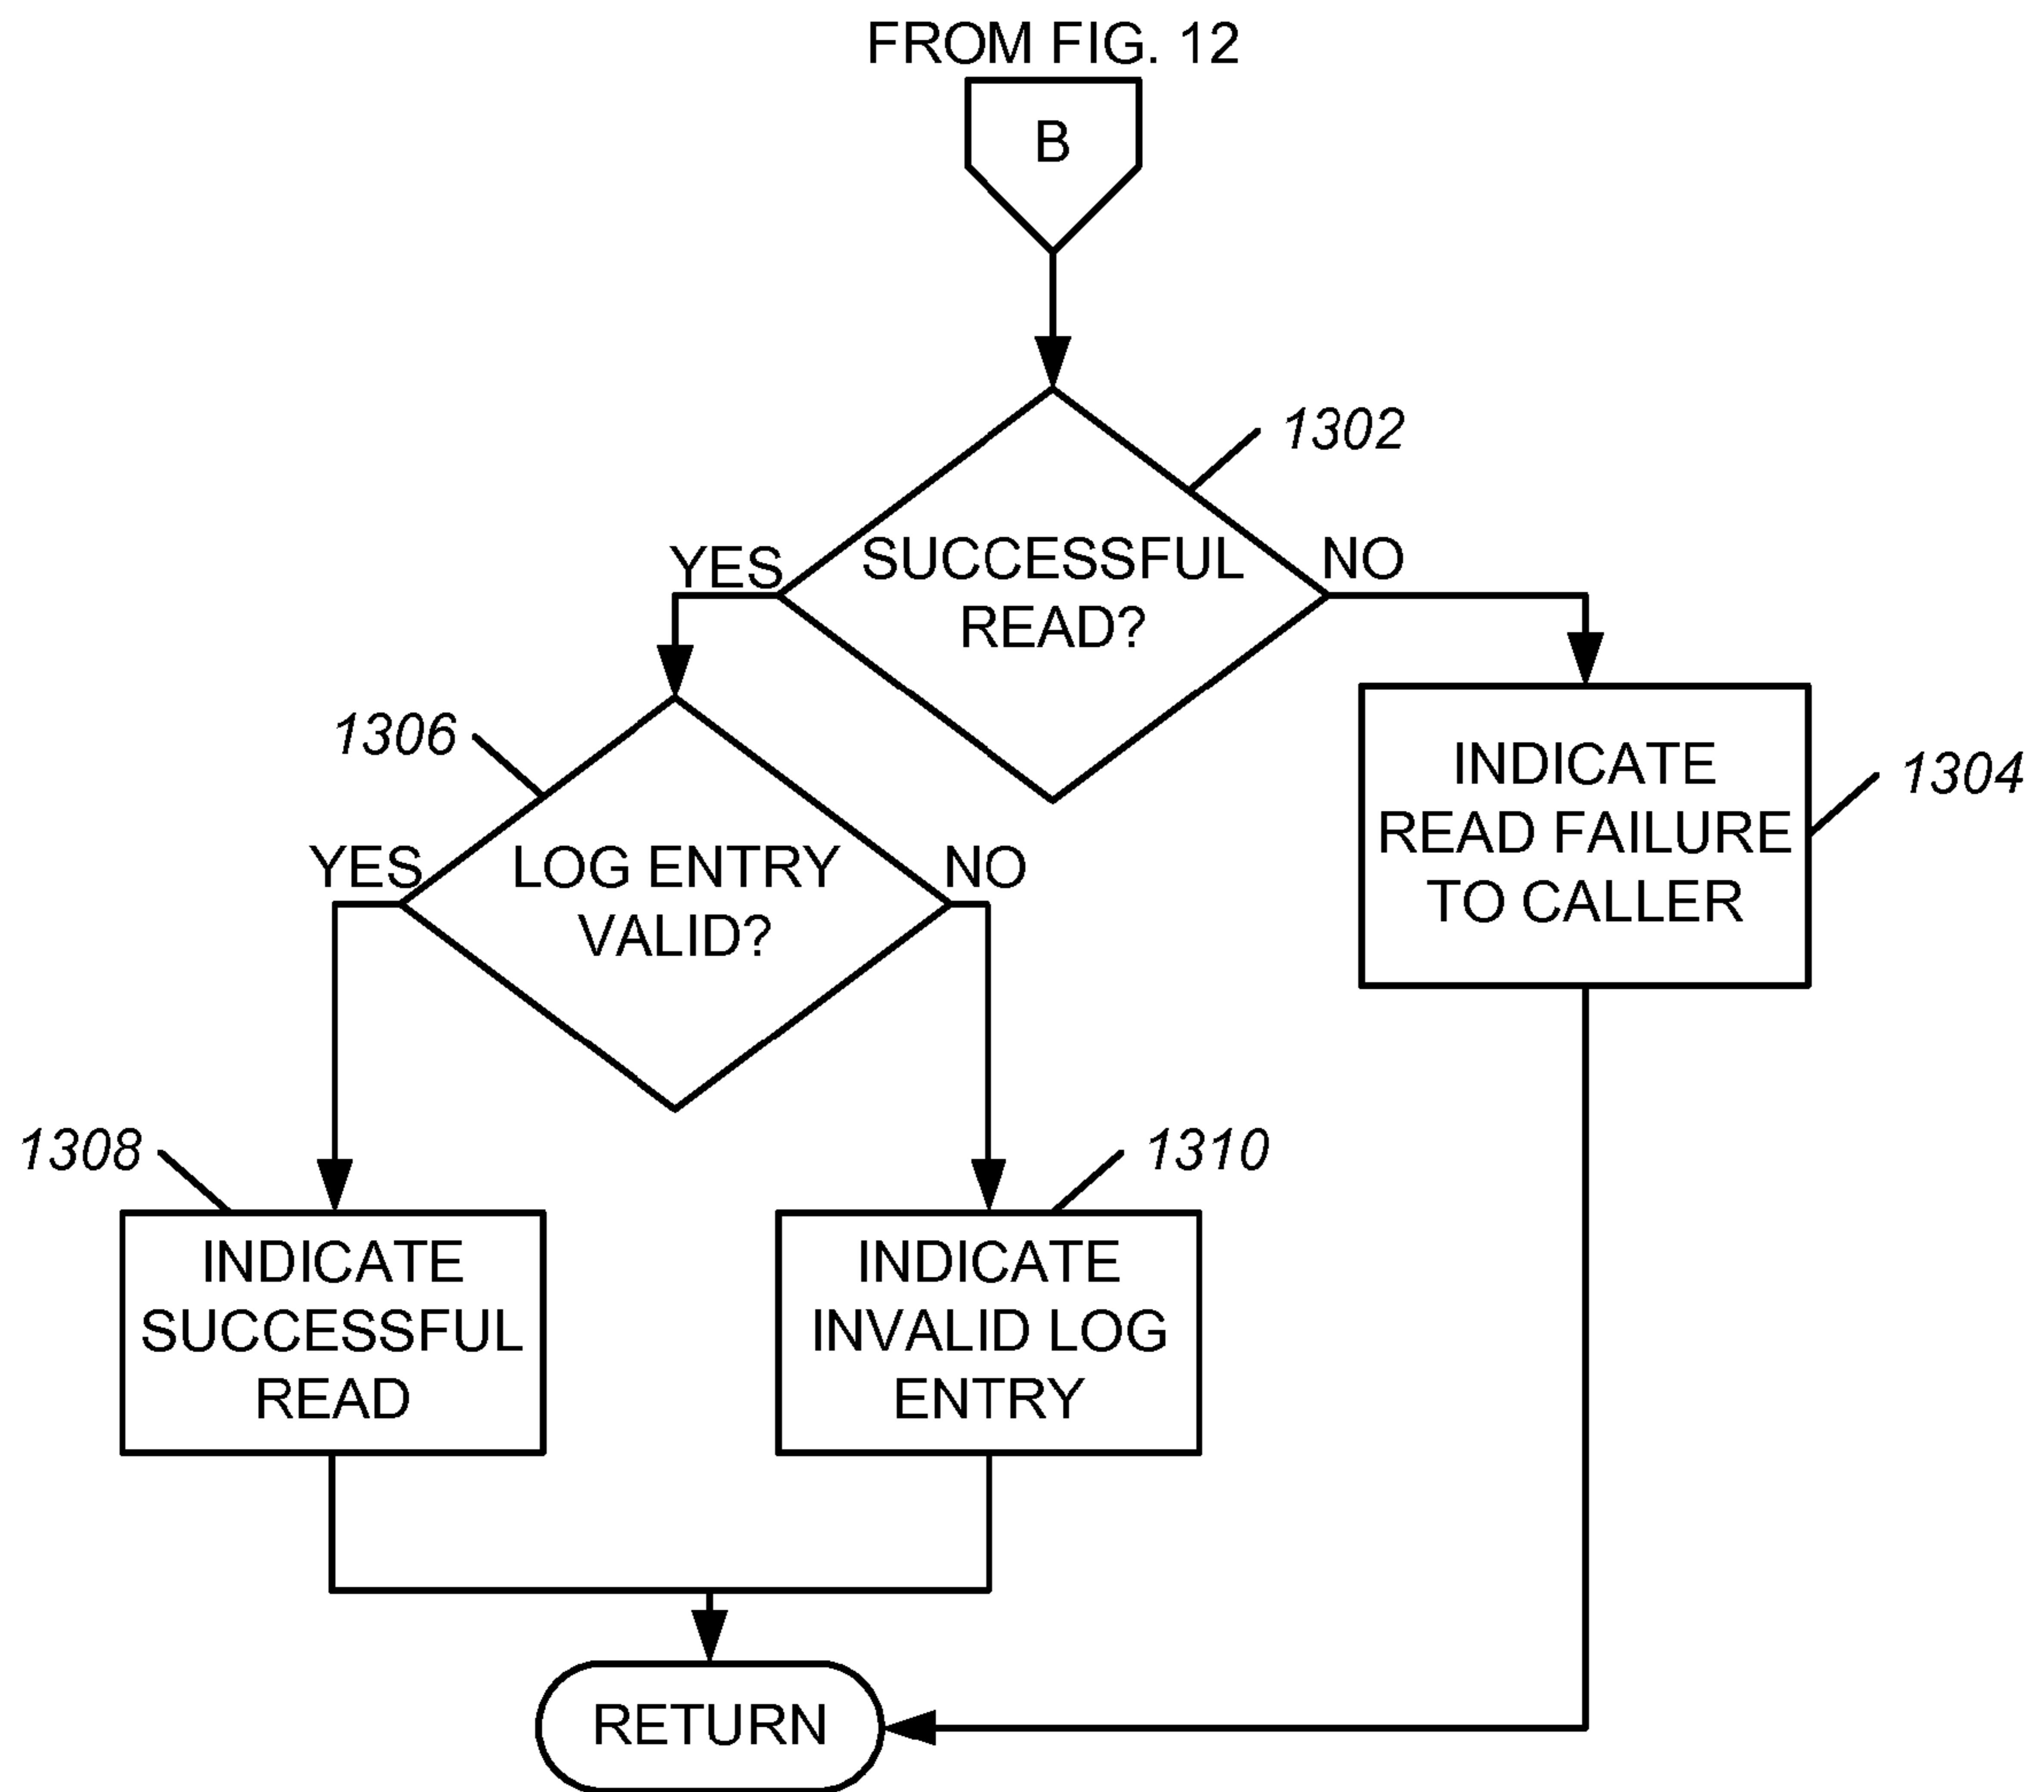 FROM FIG. 12
B
1302
YES
SUCCESSFUL
READ?
NO
1306
INDICATE
READ FAILURE
TO CALLER
1304
YES
LOG ENTRY
VALID?
NO
1308
1310
INDICATE
SUCCESSFUL
READ
INDICATE
INVALID LOG
ENTRY
RETURN